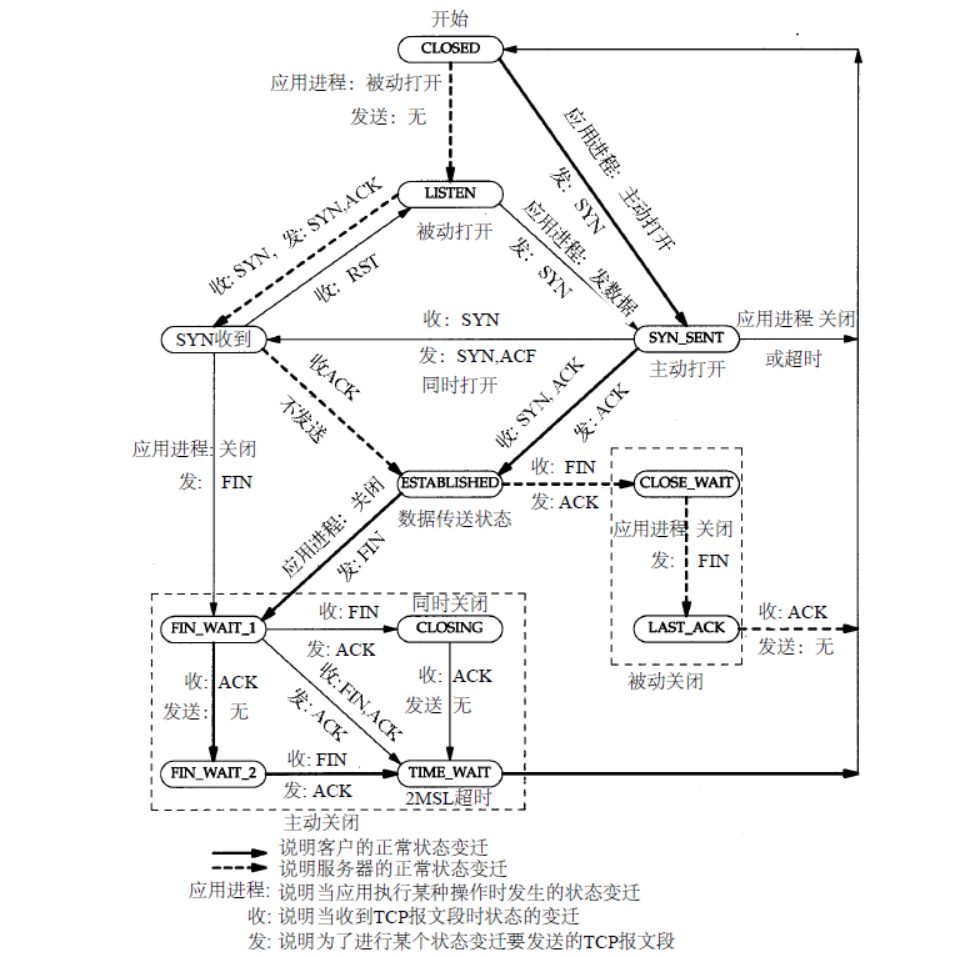 开始
CLOSED
应用进程：被动打开
发送：无
应用进程：主动打开
发：SYN
LISTEN
被动打开
收: SYN，发: SYN,ACK
收：RST
应用进程：发数据
发：SYN
SYN收到
收：SYN
发：SYN,ACF
同时打开
SYN_SENT
主动打开
应用进程 关闭
或超时
收ACK
不发送
收: SYN, ACK
发: ACK
应用进程: 关闭
发: FIN
ESTABLISHED
数据传送状态
收: FIN
发: ACK
CLOSE_WAIT
应用进程 关闭
发: FIN
应用进程：关闭
发: FIN
LAST_ACK
收: ACK
发送：无
被动关闭
FIN_WAIT_1
收: FIN
发: ACK
同时关闭
CLOSING
收: ACK
发送: 无
收: FIN,ACK
发: ACK
收: ACK
发送 无
FIN_WAIT_2
收: FIN
发: ACK
TIME_WAIT
2MSL超时
主动关闭
说明客户的正常状态变迁
说明服务器的正常状态变迁
应用进程: 说明当应用执行某种操作时发生的状态变迁
收: 说明当收到TCP报文段时状态的变迁
发: 说明为了进行某个状态变迁要发送的TCP报文段